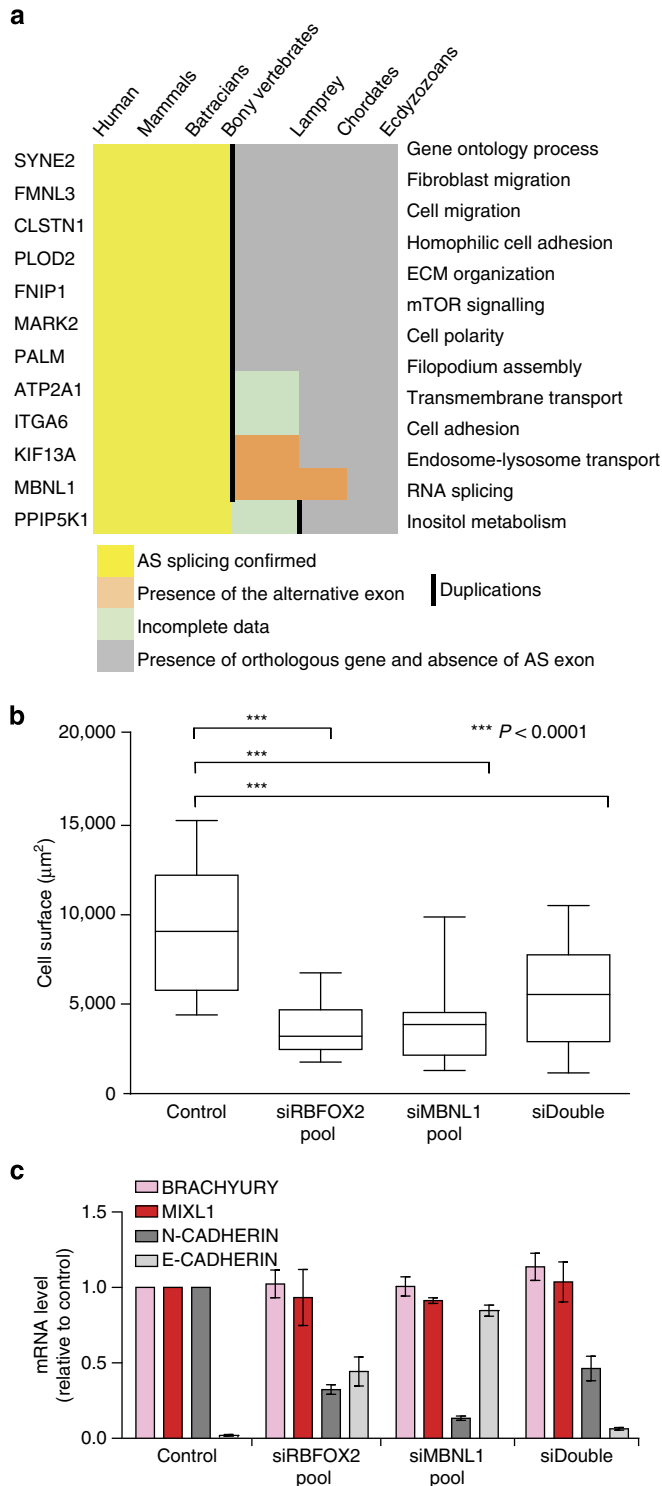 a
Human
Mammals
Batracians
Bony vertebrates
Lamprey
Chordates
Ecdyzozoans
SYNE2
FMNL3
CLSTN1
PLOD2
FNIP1
MARK2
PALM
ATP2A1
ITGA6
KIF13A
MBNL1
PPIP5K1
Gene ontology process
Fibroblast migration
Cell migration
Homophilic cell adhesion
ECM organization
mTOR signalling
Cell polarity
Filopodium assembly
Transmembrane transport
Cell adhesion
Endosome-lysosome transport
RNA splicing
Inositol metabolism
AS splicing confirmed
Presence of the alternative exon
Duplications
Incomplete data
Presence of orthologous gene and absence of AS exon
b
20,000
15,000
10,000
5,000
0
Cell surface (μm²)
***
***
***
*** P < 0.0001
Control
siRBFOX2 pool
siMBNL1 pool
siDouble
c
BRACHYURY
MIXL1
N-CADHERIN
E-CADHERIN
1.5
1.0
0.5
0.0
mRNA level
(relative to control)
Control
siRBFOX2 pool
siMBNL1 pool
siDouble